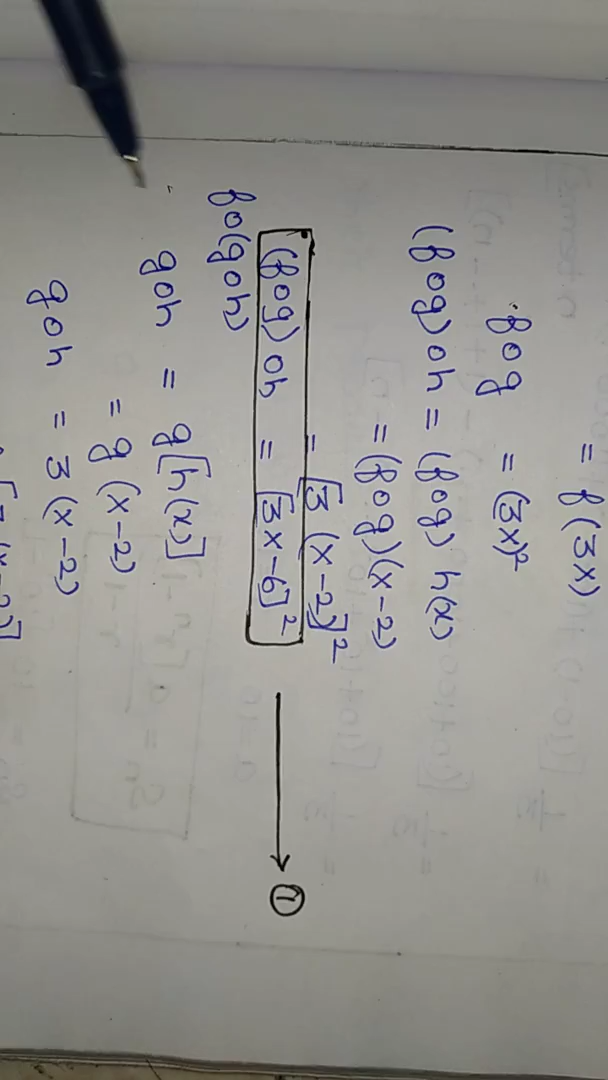 = f(3x)
fog = (3x)²
(fog)oh = (fog) h(x)
= (fog)(x-2)
= [3(x-2)]²
(fog)oh = [3x-6]² → ①
fo(goh)
goh = g[h(x)]
= g(x-2)
goh = 3(x-2)